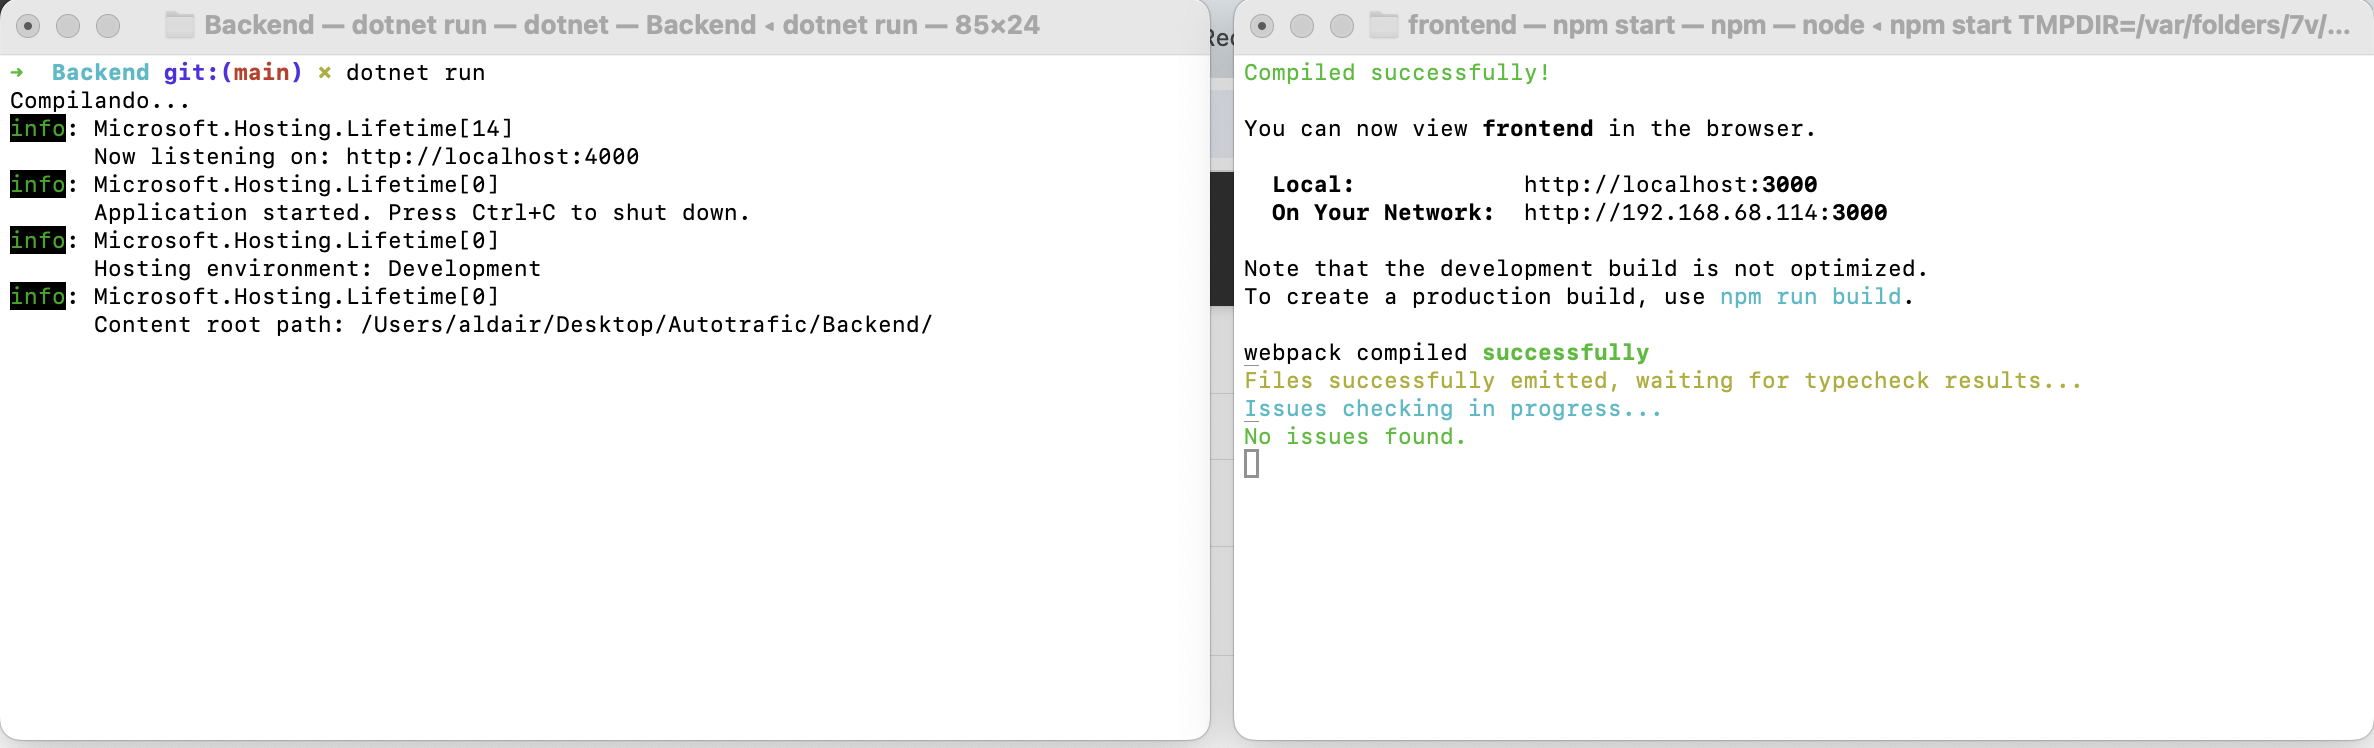 Backend — dotnet run — dotnet — Backend ◂ dotnet run — 85×24
➜  Backend git:(main) × dotnet run
Compilando...
info: Microsoft.Hosting.Lifetime[14]
      Now listening on: http://localhost:4000
info: Microsoft.Hosting.Lifetime[0]
      Application started. Press Ctrl+C to shut down.
info: Microsoft.Hosting.Lifetime[0]
      Hosting environment: Development
info: Microsoft.Hosting.Lifetime[0]
      Content root path: /Users/aldair/Desktop/Autotrafic/Backend/
frontend — npm start — npm — node ◂ npm start TMPDIR=/var/folders/7v/...
Compiled successfully!
You can now view frontend in the browser.
  Local:            http://localhost:3000
  On Your Network:  http://192.168.68.114:3000
Note that the development build is not optimized.
To create a production build, use npm run build.
webpack compiled successfully
Files successfully emitted, waiting for typecheck results...
Issues checking in progress...
No issues found.